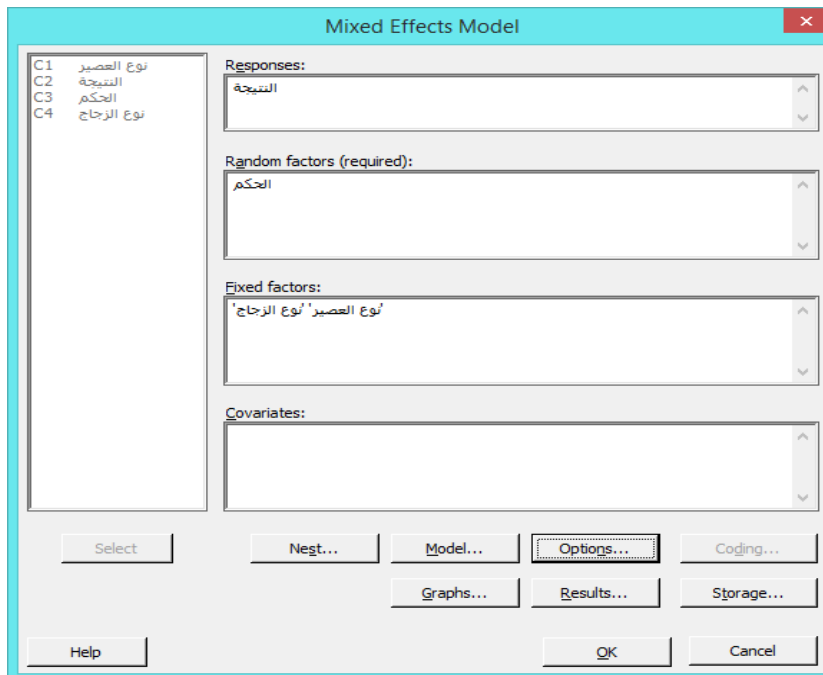 Mixed Effects Model
C1 نوع العصير
C2 النتيجة
C3 الحكم
C4 نوع الزجاج
Responses:
النتيجة
Random factors (required):
الحكم
Fixed factors:
'نوع العصير' 'نوع الزجاج'
Covariates:
Select
Nest...
Model...
Options...
Coding...
Graphs...
Results...
Storage...
Help
OK
Cancel